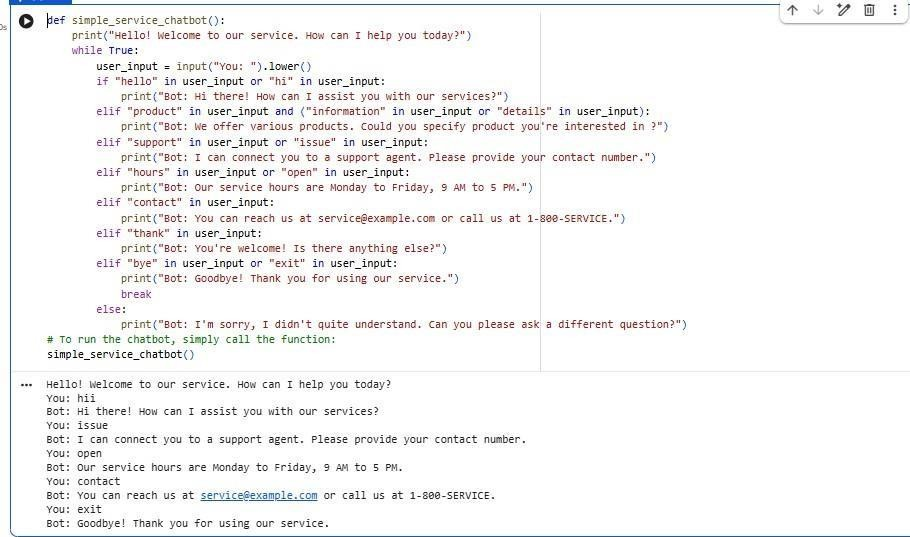 def simple_service_chatbot():
    print("Hello! Welcome to our service. How can I help you today?")
    while True:
        user_input = input("You: ").lower()
        if "hello" in user_input or "hi" in user_input:
            print("Bot: Hi there! How can I assist you with our services?")
        elif "product" in user_input and ("information" in user_input or "details" in user_input):
            print("Bot: We offer various products. Could you specify product you're interested in ?")
        elif "support" in user_input or "issue" in user_input:
            print("Bot: I can connect you to a support agent. Please provide your contact number.")
        elif "hours" in user_input or "open" in user_input:
            print("Bot: Our service hours are Monday to Friday, 9 AM to 5 PM.")
        elif "contact" in user_input:
            print("Bot: You can reach us at service@example.com or call us at 1-800-SERVICE.")
        elif "thank" in user_input:
            print("Bot: You're welcome! Is there anything else?")
        elif "bye" in user_input or "exit" in user_input:
            print("Bot: Goodbye! Thank you for using our service.")
            break
        else:
            print("Bot: I'm sorry, I didn't quite understand. Can you please ask a different question?")
# To run the chatbot, simply call the function:
simple_service_chatbot()
Hello! Welcome to our service. How can I help you today?
You: hii
Bot: Hi there! How can I assist you with our services?
You: issue
Bot: I can connect you to a support agent. Please provide your contact number.
You: open
Bot: Our service hours are Monday to Friday, 9 AM to 5 PM.
You: contact
Bot: You can reach us at service@example.com or call us at 1-800-SERVICE.
You: exit
Bot: Goodbye! Thank you for using our service.